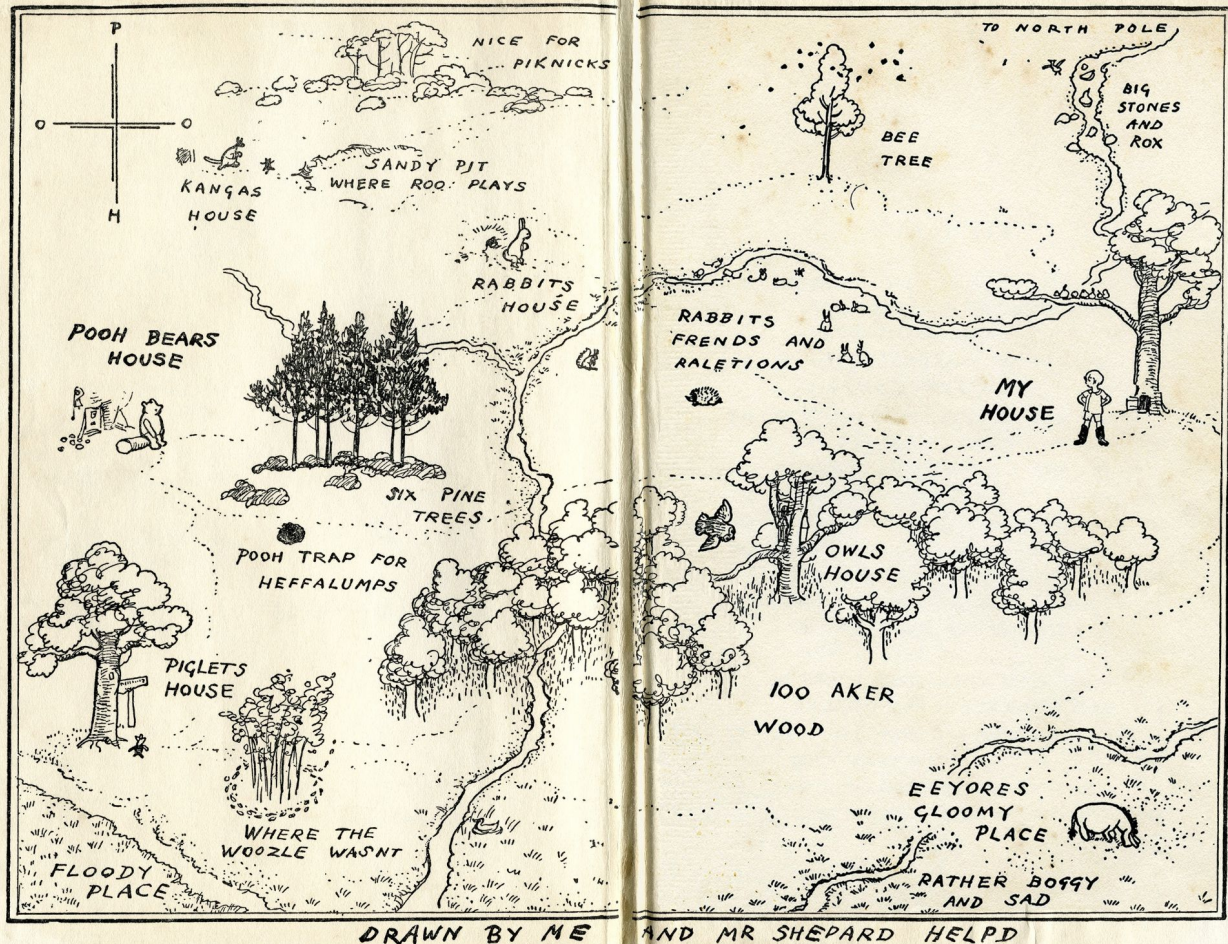 P
O
O
H
NICE FOR
PIKNICKS
TO NORTH POLE
BIG
STONES
AND
ROX
BEE
TREE
SANDY PIT
WHERE ROO PLAYS
KANGAS
HOUSE
RABBITS
HOUSE
RABBITS
FRENDS AND
RALETIONS
POOH BEARS
HOUSE
MY
HOUSE
SIX PINE
TREES
POOH TRAP FOR
HEFFALUMPS
OWLS
HOUSE
PIGLETS
HOUSE
100 AKER
WOOD
WHERE THE
WOOZLE WASNT
FLOODY
PLACE
EEYORES
GLOOMY
PLACE
RATHER BOGGY
AND SAD
DRAWN BY ME AND MR SHEPARD HELPD